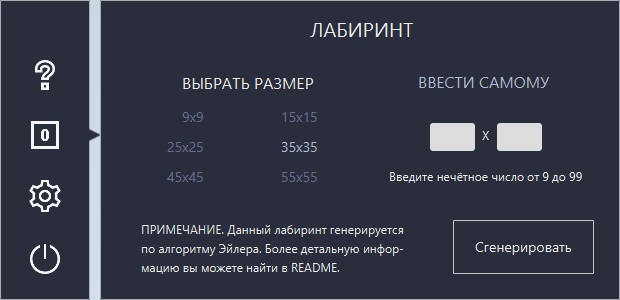 ЛАБИРИНТ
ВЫБРАТЬ РАЗМЕР
9x9 15x15
25x25 35x35
45x45 55x55
ВВЕСТИ САМОМУ
X
Введите нечётное число от 9 до 99
ПРИМЕЧАНИЕ. Данный лабиринт генерируется
по алгоритму Эйлера. Более детальную инфор-
мацию вы можете найти в README.
Сгенерировать
?
0